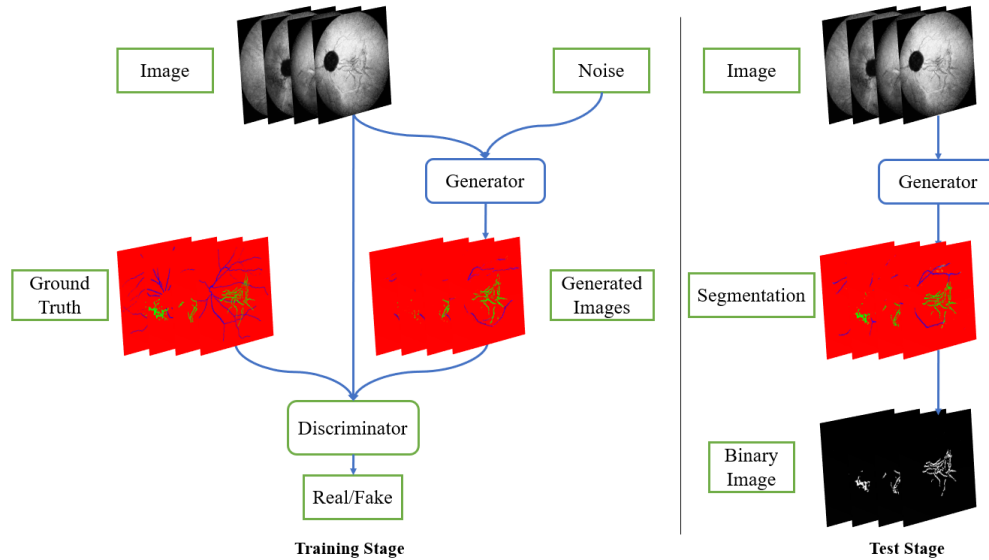 Image
Noise
Generator
Ground
Truth
Generated
Images
Discriminator
Real/Fake
Training Stage
Image
Generator
Segmentation
Binary
Image
Test Stage